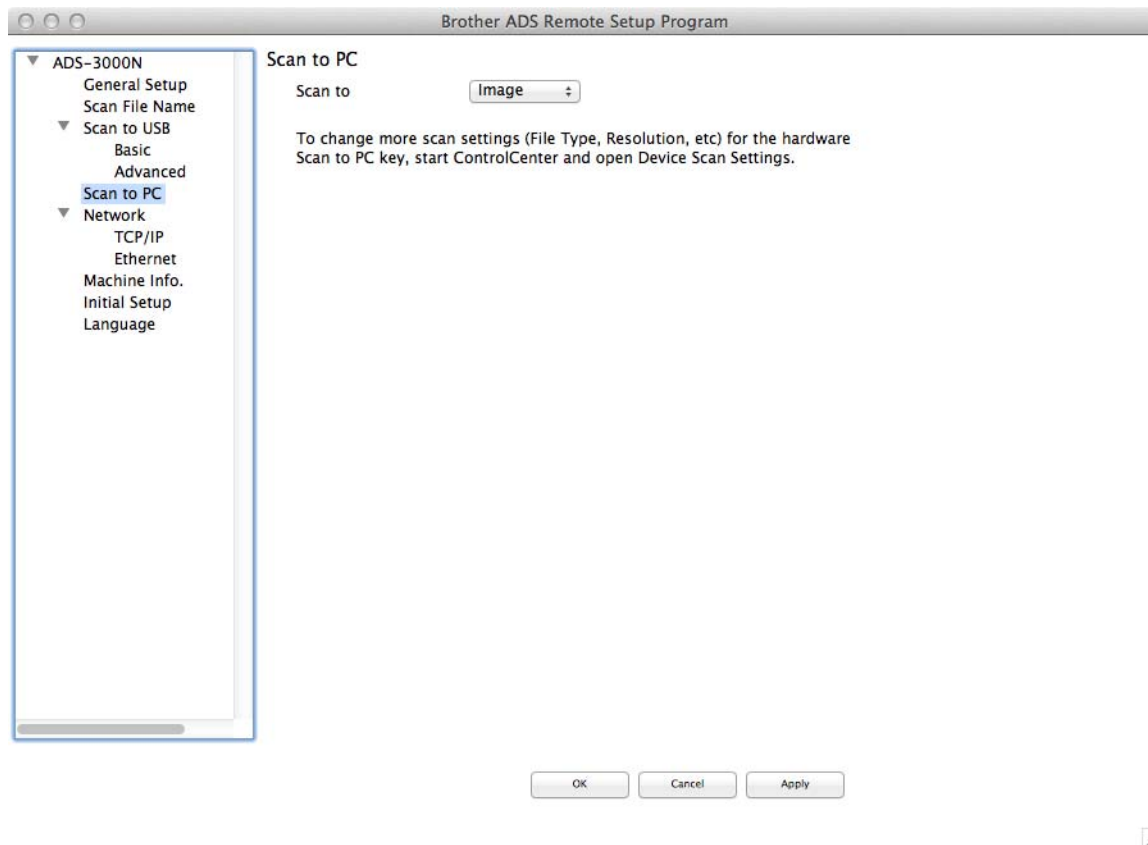 Brother ADS Remote Setup Program
ADS-3000N
General Setup
Scan File Name
Scan to USB
Basic
Advanced
Scan to PC
Network
TCP/IP
Ethernet
Machine Info.
Initial Setup
Language
Scan to PC
Scan to Image
To change more scan settings (File Type, Resolution, etc) for the hardware
Scan to PC key, start ControlCenter and open Device Scan Settings.
OK Cancel Apply